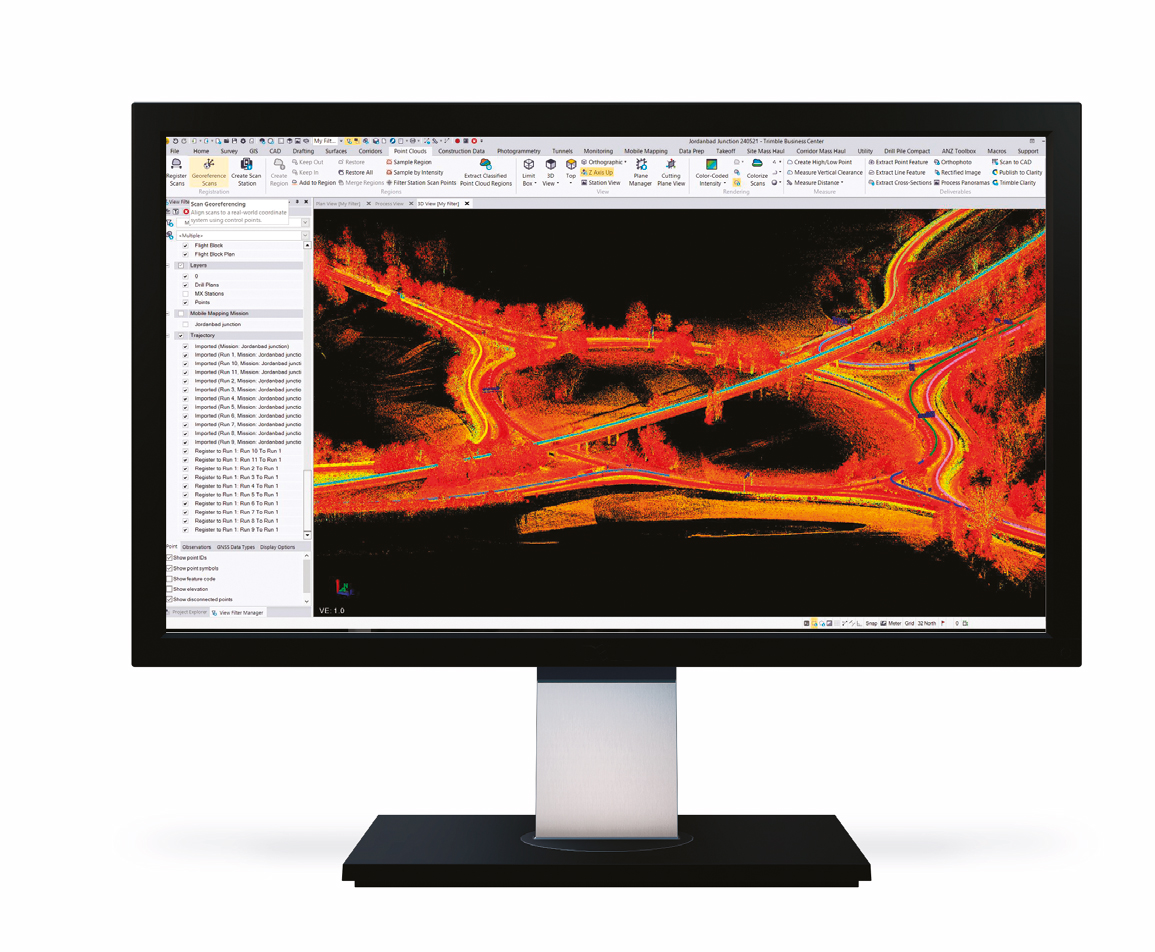 My Filt...
Jordanbad Junction 240521 - Trimble Business Center
File Home Survey GIS CAD Drafting Surfaces Corridors Point Clouds Construction Data Photogrammetry Tunnels Monitoring Mobile Mapping Data Prep Takeoff Site Mass Haul Corridor Mass Haul Utility Drill Pile Compact ANZ Toolbox Macros Support
Register Scans
Georeference Scans
Create Scan Station
Registration
Create Region
Keep Out
Keep In
Add to Region
Restore
Restore All
Merge Regions
Sample Region
Sample by Intensity
Filter Station Scan Points
Extract Classified Point Cloud Regions
Regions
Limit Box
3D View
Top
Orthographic
Z Axis Up
Station View
Plane Manager
Cutting Plane View
View
Color-Coded Intensity
Colorize Scans
Rendering
Create High/Low Point
Measure Vertical Clearance
Measure Distance
Measure
Extract Point Feature
Extract Line Feature
Extract Cross-Sections
Orthophoto
Rectified Image
Process Panoramas
Scan to CAD
Publish to Clarity
Trimble Clarity
Deliverables
Scan Georeferencing
Align scans to a real-world coordinate
system using control points.
Plan View [My Filter] Process View 3D View [My Filter]
<Multiple>
Flight Block
Flight Block Plan
Layers
0
Drill Plans
MX Stations
Points
Mobile Mapping Mission
Jordanbad junction
Trajectory
Imported (Mission: Jordanbad junction)
Imported (Run 1, Mission: Jordanbad junctio
Imported (Run 10, Mission: Jordanbad juncti
Imported (Run 11, Mission: Jordanbad juncti
Imported (Run 2, Mission: Jordanbad junctio
Imported (Run 3, Mission: Jordanbad junctio
Imported (Run 4, Mission: Jordanbad junctio
Imported (Run 5, Mission: Jordanbad junctio
Imported (Run 6, Mission: Jordanbad junctio
Imported (Run 7, Mission: Jordanbad junctio
Imported (Run 8, Mission: Jordanbad junctio
Imported (Run 9, Mission: Jordanbad junctio
Register to Run 1: Run 10 To Run 1
Register to Run 1: Run 11 To Run 1
Register to Run 1: Run 2 To Run 1
Register to Run 1: Run 3 To Run 1
Register to Run 1: Run 4 To Run 1
Register to Run 1: Run 5 To Run 1
Register to Run 1: Run 6 To Run 1
Register to Run 1: Run 7 To Run 1
Register to Run 1: Run 8 To Run 1
Register to Run 1: Run 9 To Run 1
Point Observations GNSS Data Types Display Options
Show point IDs
Show point symbols
Show feature code
Show elevation
Show disconnected points
Project Explorer View Filter Manager
VE: 1.0
Snap Meter Grid 32 North 0